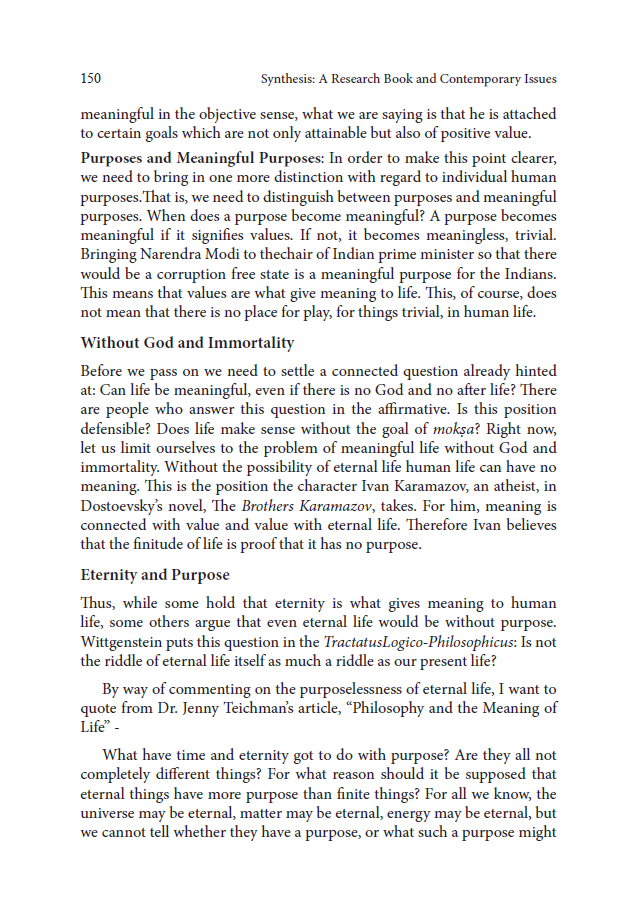 150 Synthesis: A Research Book and Contemporary Issues
meaningful in the objective sense, what we are saying is that he is attached
to certain goals which are not only attainable but also of positive value.
Purposes and Meaningful Purposes: In order to make this point clearer,
we need to bring in one more distinction with regard to individual human
purposes.That is, we need to distinguish between purposes and meaningful
purposes. When does a purpose become meaningful? A purpose becomes
meaningful if it signifies values. If not, it becomes meaningless, trivial.
Bringing Narendra Modi to thechair of Indian prime minister so that there
would be a corruption free state is a meaningful purpose for the Indians.
This means that values are what give meaning to life. This, of course, does
not mean that there is no place for play, for things trivial, in human life.
Without God and Immortality
Before we pass on we need to settle a connected question already hinted
at: Can life be meaningful, even if there is no God and no after life? There
are people who answer this question in the affirmative. Is this position
defensible? Does life make sense without the goal of mokṣa? Right now,
let us limit ourselves to the problem of meaningful life without God and
immortality. Without the possibility of eternal life human life can have no
meaning. This is the position the character Ivan Karamazov, an atheist, in
Dostoevsky's novel, The Brothers Karamazov, takes. For him, meaning is
connected with value and value with eternal life. Therefore Ivan believes
that the finitude of life is proof that it has no purpose.
Eternity and Purpose
Thus, while some hold that eternity is what gives meaning to human
life, some others argue that even eternal life would be without purpose.
Wittgenstein puts this question in the TractatusLogico-Philosophicus: Is not
the riddle of eternal life itself as much a riddle as our present life?
By way of commenting on the purposelessness of eternal life, I want to
quote from Dr. Jenny Teichman's article, "Philosophy and the Meaning of
Life" -
What have time and eternity got to do with purpose? Are they all not
completely different things? For what reason should it be supposed that
eternal things have more purpose than finite things? For all we know, the
universe may be eternal, matter may be eternal, energy may be eternal, but
we cannot tell whether they have a purpose, or what such a purpose might